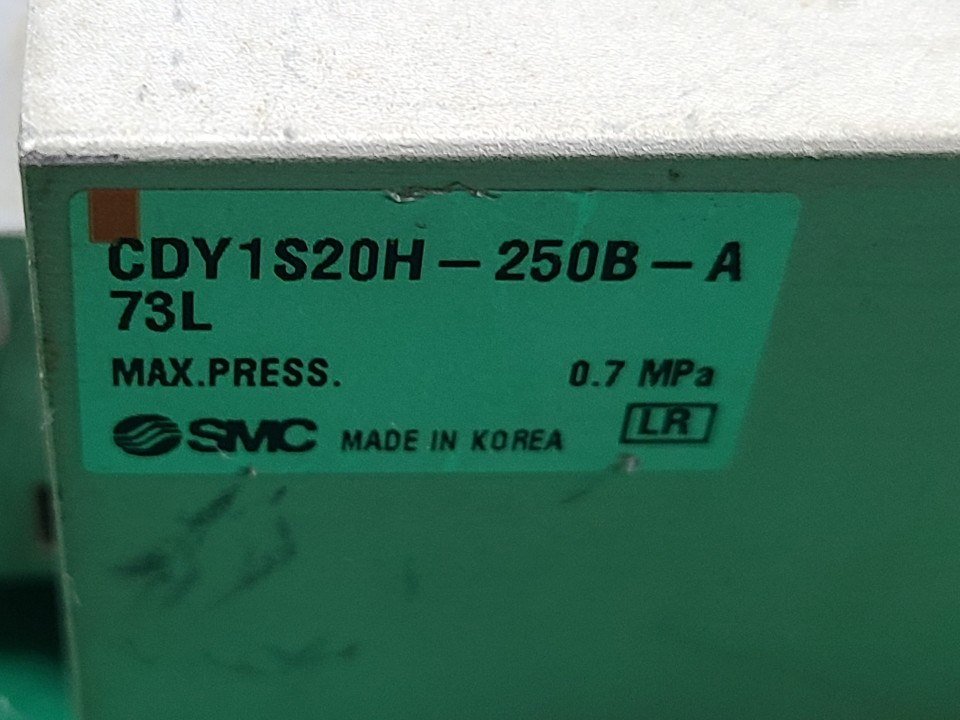 CDY1S20H-250B-A
73L
MAX.PRESS. 0.7 MPa
SMC MADE IN KOREA LR